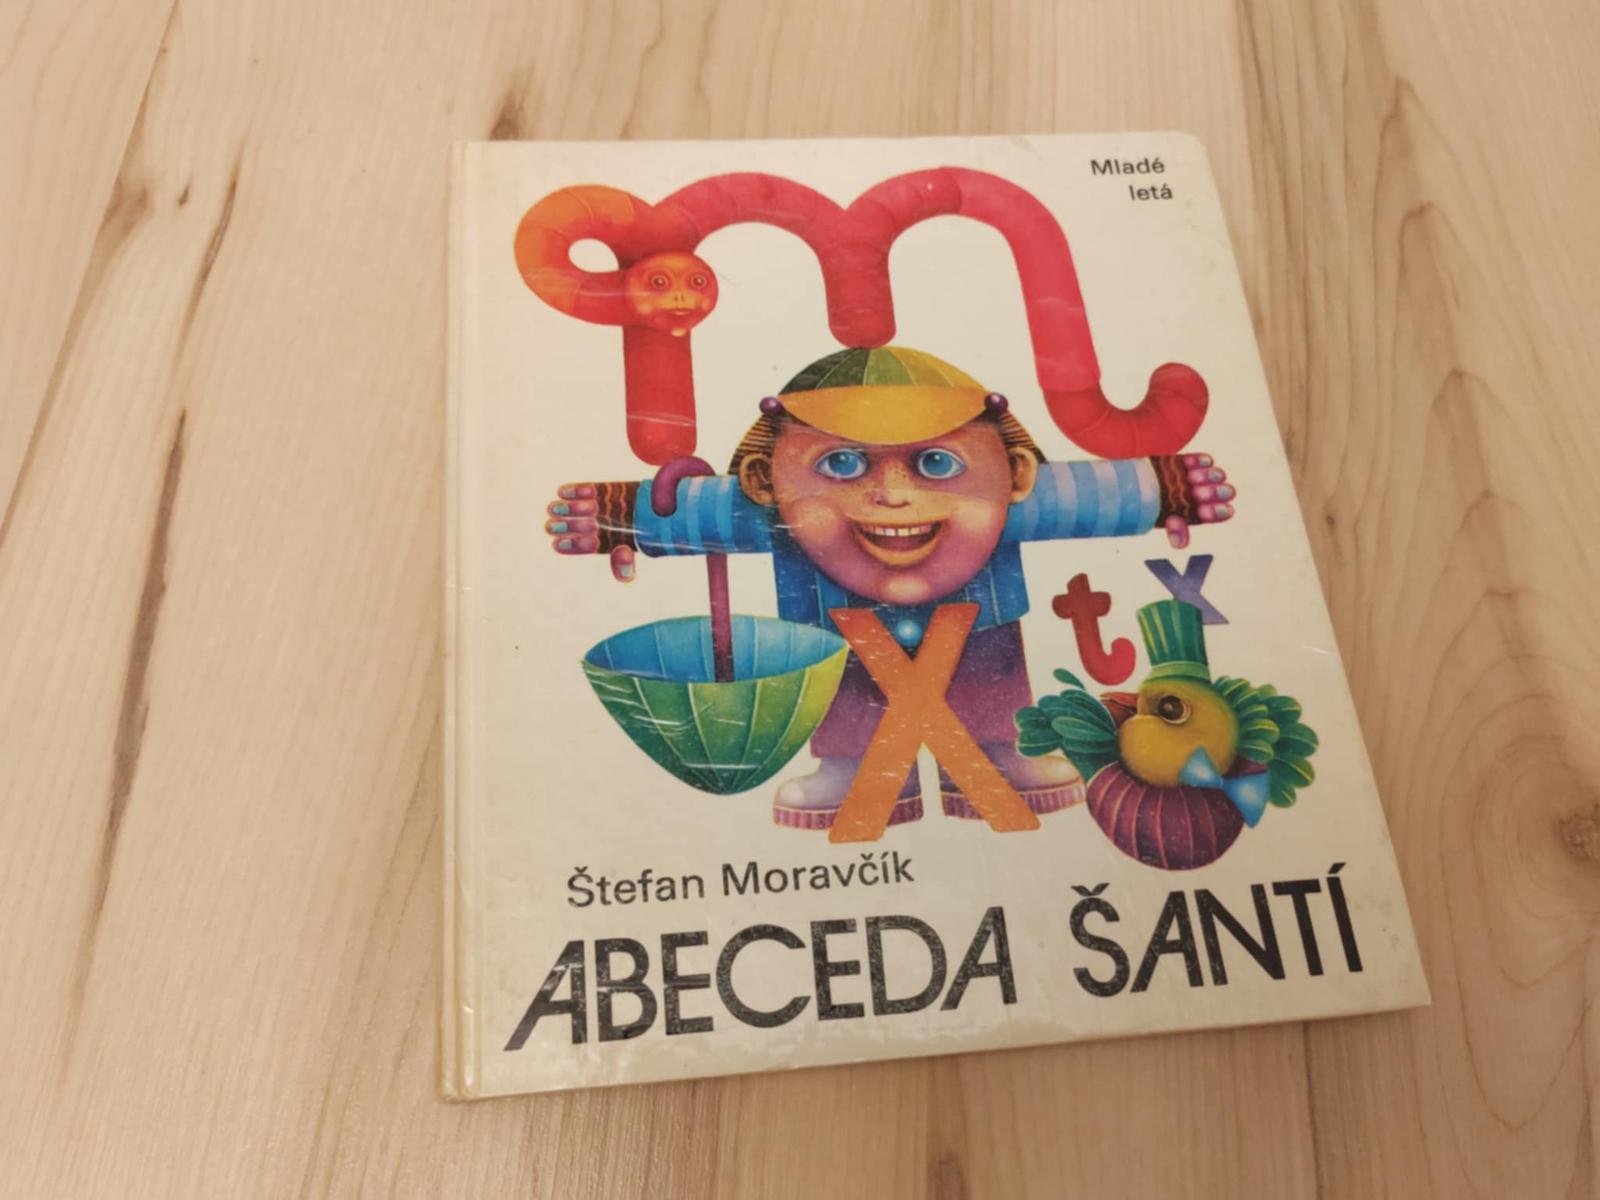 Mladé
letá
m
x
t
x
Štefan Moravčík
ABECEDA ŠANTÍ